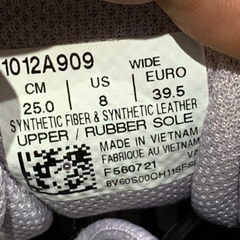 1012A909 WIDE
CM US EURO
25.0 8 39.5
SYNTHETIC FIBER & SYNTHETIC LEATHER
UPPER / RUBBER SOLE
MADE IN VIETNAM
FABRIQUE AU VIETNAM
F560721 VA